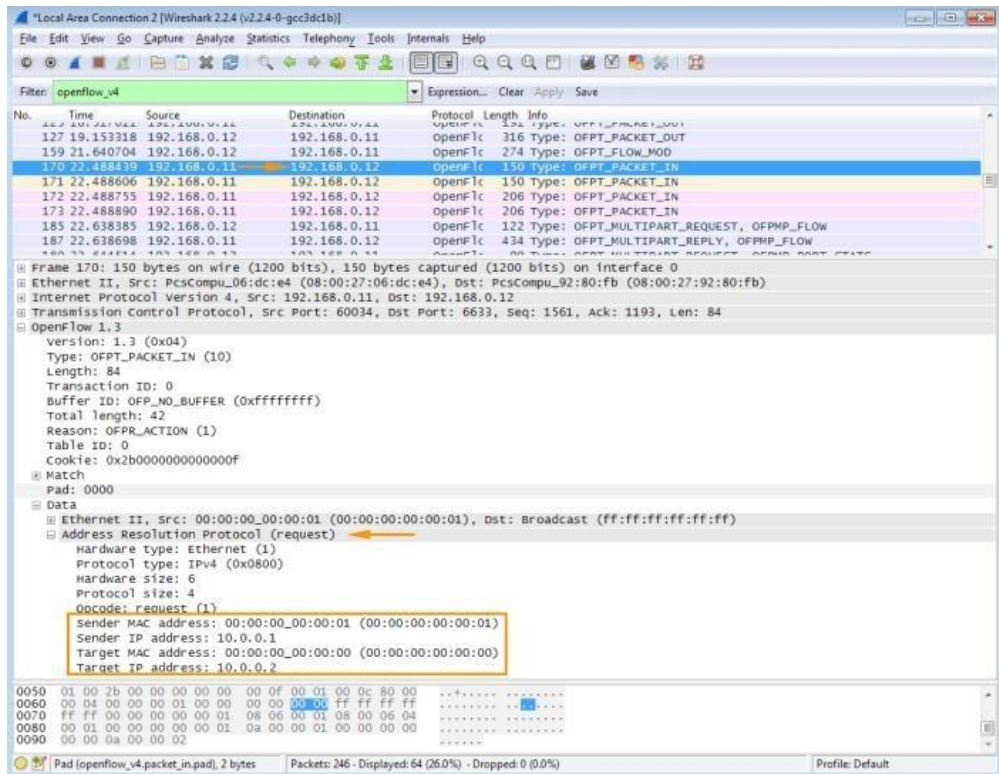 *Local Area Connection 2 [Wireshark 2.2.4 (v2.2.4-0-gcc3dc1b)]
File Edit View Go Capture Analyze Statistics Telephony Tools Internals Help
Filter: openflow_v4 Expression... Clear Apply Save
No. Time Source Destination Protocol Length Info
127 19.153318 192.168.0.12 192.168.0.11 OpenFlc 316 Type: OFPT_PACKET_OUT
159 21.640704 192.168.0.12 192.168.0.11 OpenFlc 274 Type: OFPT_FLOW_MOD
170 22.488439 192.168.0.11 192.168.0.12 OpenFlc 150 Type: OFPT_PACKET_IN
171 22.488606 192.168.0.11 192.168.0.12 OpenFlc 150 Type: OFPT_PACKET_IN
172 22.488755 192.168.0.11 192.168.0.12 OpenFlc 206 Type: OFPT_PACKET_IN
173 22.488890 192.168.0.11 192.168.0.12 OpenFlc 206 Type: OFPT_PACKET_IN
185 22.638385 192.168.0.12 192.168.0.11 OpenFlc 122 Type: OFPT_MULTIPART_REQUEST, OFPMP_FLOW
187 22.638698 192.168.0.11 192.168.0.12 OpenFlc 434 Type: OFPT_MULTIPART_REPLY, OFPMP_FLOW
Frame 170: 150 bytes on wire (1200 bits), 150 bytes captured (1200 bits) on interface 0
Ethernet II, Src: PcsCompu_06:dc:e4 (08:00:27:06:dc:e4), Dst: PcsCompu_92:80:fb (08:00:27:92:80:fb)
Internet Protocol Version 4, Src: 192.168.0.11, Dst: 192.168.0.12
Transmission Control Protocol, Src Port: 60034, Dst Port: 6633, Seq: 1561, Ack: 1193, Len: 84
OpenFlow 1.3
Version: 1.3 (0x04)
Type: OFPT_PACKET_IN (10)
Length: 84
Transaction ID: 0
Buffer ID: OFP_NO_BUFFER (0xffffffff)
Total length: 42
Reason: OFPR_ACTION (1)
Table ID: 0
Cookie: 0x2b0000000000000f
Match
Pad: 0000
Data
Ethernet II, Src: 00:00:00_00:00:01 (00:00:00:00:00:01), Dst: Broadcast (ff:ff:ff:ff:ff:ff)
Address Resolution Protocol (request)
Hardware type: Ethernet (1)
Protocol type: IPv4 (0x0800)
Hardware size: 6
Protocol size: 4
Opcode: request (1)
Sender MAC address: 00:00:00_00:00:01 (00:00:00:00:00:01)
Sender IP address: 10.0.0.1
Target MAC address: 00:00:00_00:00:00 (00:00:00:00:00:00)
Target IP address: 10.0.0.2
0050 01 00 2b 00 00 00 00 00 00 0f 00 01 00 0c 80 00 ..+..... ........
0060 00 04 00 00 00 01 00 00 00 00 00 00 ff ff ff ff ........ ........
0070 ff ff 00 00 00 00 00 01 08 06 00 01 08 00 06 04 ........ ........
0080 00 01 00 00 00 00 00 01 0a 00 00 01 00 00 00 00 ........ ........
0090 00 00 0a 00 00 02 ......
Pad (openflow_v4.packet_in.pad), 2 bytes Packets: 246 - Displayed: 64 (26.0%) - Dropped: 0 (0.0%) Profile: Default